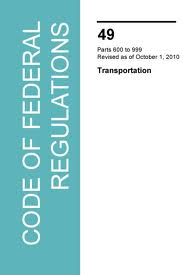 CODE OF FEDERAL
REGULATIONS
49
Parts 600 to 999
Revised as of October 1, 2010
Transportation